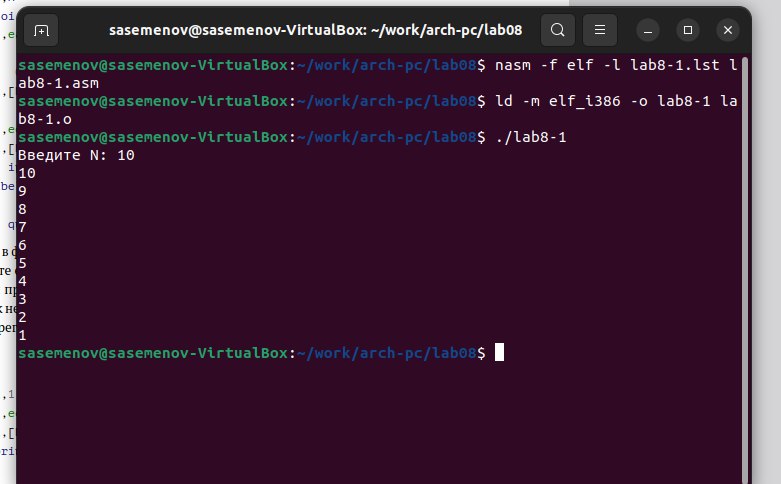 sasemenov@sasemenov-VirtualBox: ~/work/arch-pc/lab08
sasemenov@sasemenov-VirtualBox:~/work/arch-pc/lab08$ nasm -f elf -l lab8-1.lst l
ab8-1.asm
sasemenov@sasemenov-VirtualBox:~/work/arch-pc/lab08$ ld -m elf_i386 -o lab8-1 la
b8-1.o
sasemenov@sasemenov-VirtualBox:~/work/arch-pc/lab08$ ./lab8-1
Введите N: 10
10
9
8
7
6
5
4
3
2
1
sasemenov@sasemenov-VirtualBox:~/work/arch-pc/lab08$